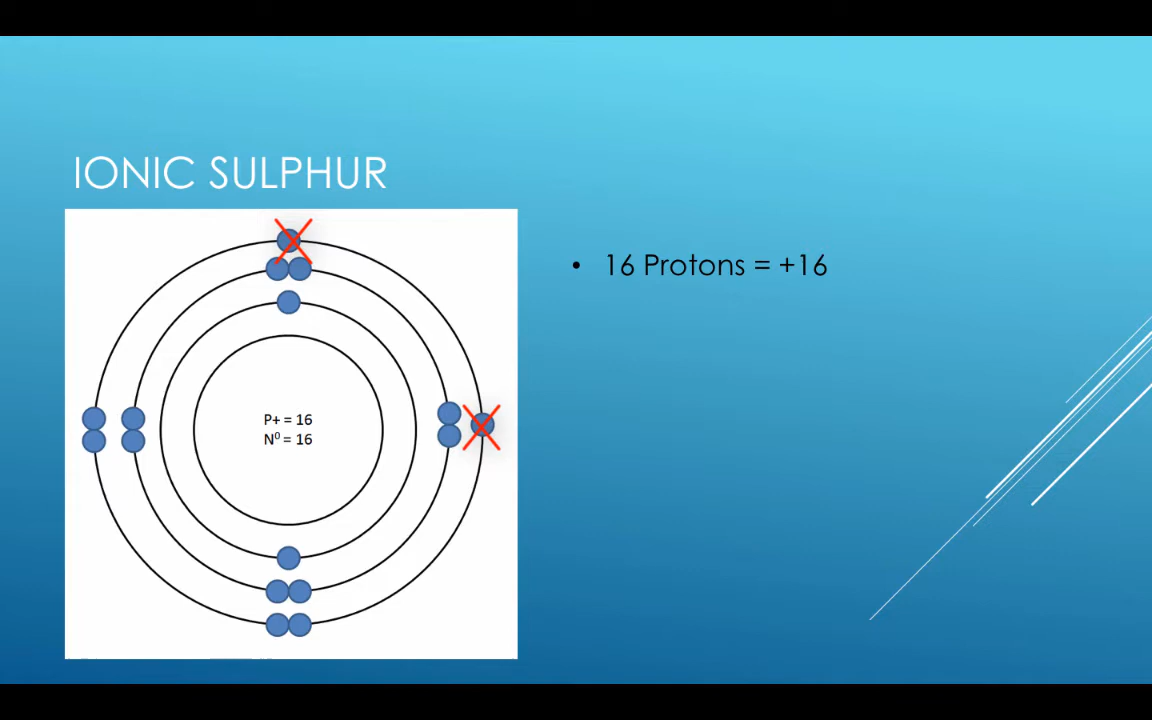 IONIC SULPHUR
• 16 Protons = +16
P+ = 16
N⁰ = 16